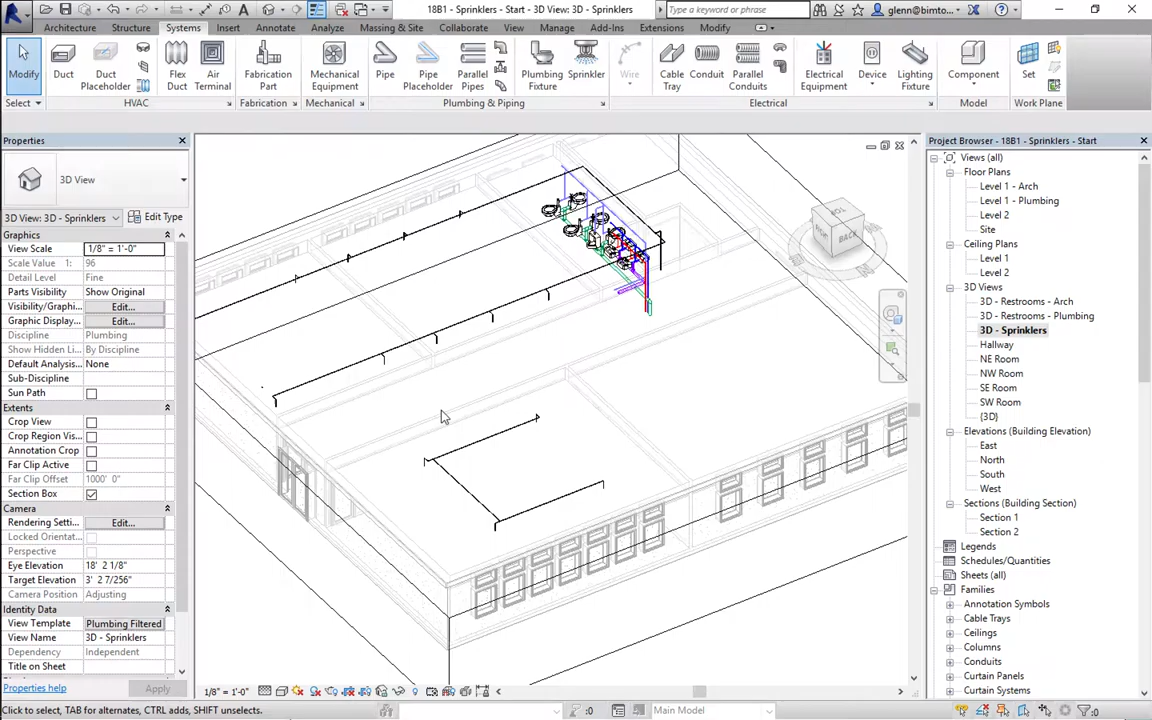 18B1 - Sprinklers - Start - 3D View: 3D - Sprinklers
Type a keyword or phrase
glenn@bimto...
Architecture Structure Systems Insert Annotate Analyze Massing & Site Collaborate View Manage Add-Ins Extensions Modify
Modify
Duct
Duct Placeholder
Flex Duct
Air Terminal
Fabrication Part
Mechanical Equipment
Pipe
Pipe Placeholder
Parallel Pipes
Plumbing Fixture
Sprinkler
Wire
Cable Tray
Conduit
Parallel Conduits
Electrical Equipment
Device
Lighting Fixture
Component
Set
Select
HVAC
Fabrication
Mechanical
Plumbing & Piping
Electrical
Model
Work Plane
Properties
3D View
3D View: 3D - Sprinklers
Edit Type
Graphics
View Scale 1/8" = 1'-0"
Scale Value 1: 96
Detail Level Fine
Parts Visibility Show Original
Visibility/Graphi... Edit...
Graphic Display... Edit...
Discipline Plumbing
Show Hidden Li... By Discipline
Default Analysis... None
Sub-Discipline
Sun Path
Extents
Crop View
Crop Region Vis...
Annotation Crop
Far Clip Active
Far Clip Offset 1000' 0"
Section Box
Camera
Rendering Setti... Edit...
Locked Orientat...
Perspective
Eye Elevation 18' 2 1/8"
Target Elevation 3' 2 7/256"
Camera Position Adjusting
Identity Data
View Template Plumbing Filtered
View Name 3D - Sprinklers
Dependency Independent
Title on Sheet
Properties help
Apply
BACK
Project Browser - 18B1 - Sprinklers - Start
Views (all)
Floor Plans
Level 1 - Arch
Level 1 - Plumbing
Level 2
Site
Ceiling Plans
Level 1
Level 2
3D Views
3D - Restrooms - Arch
3D - Restrooms - Plumbing
3D - Sprinklers
Hallway
NE Room
NW Room
SE Room
SW Room
{3D}
Elevations (Building Elevation)
East
North
South
West
Sections (Building Section)
Section 1
Section 2
Legends
Schedules/Quantities
Sheets (all)
Families
Annotation Symbols
Cable Trays
Ceilings
Columns
Conduits
Curtain Panels
Curtain Systems
1/8" = 1'-0"
Click to select, TAB for alternates, CTRL adds, SHIFT unselects.
:0
Main Model
:0